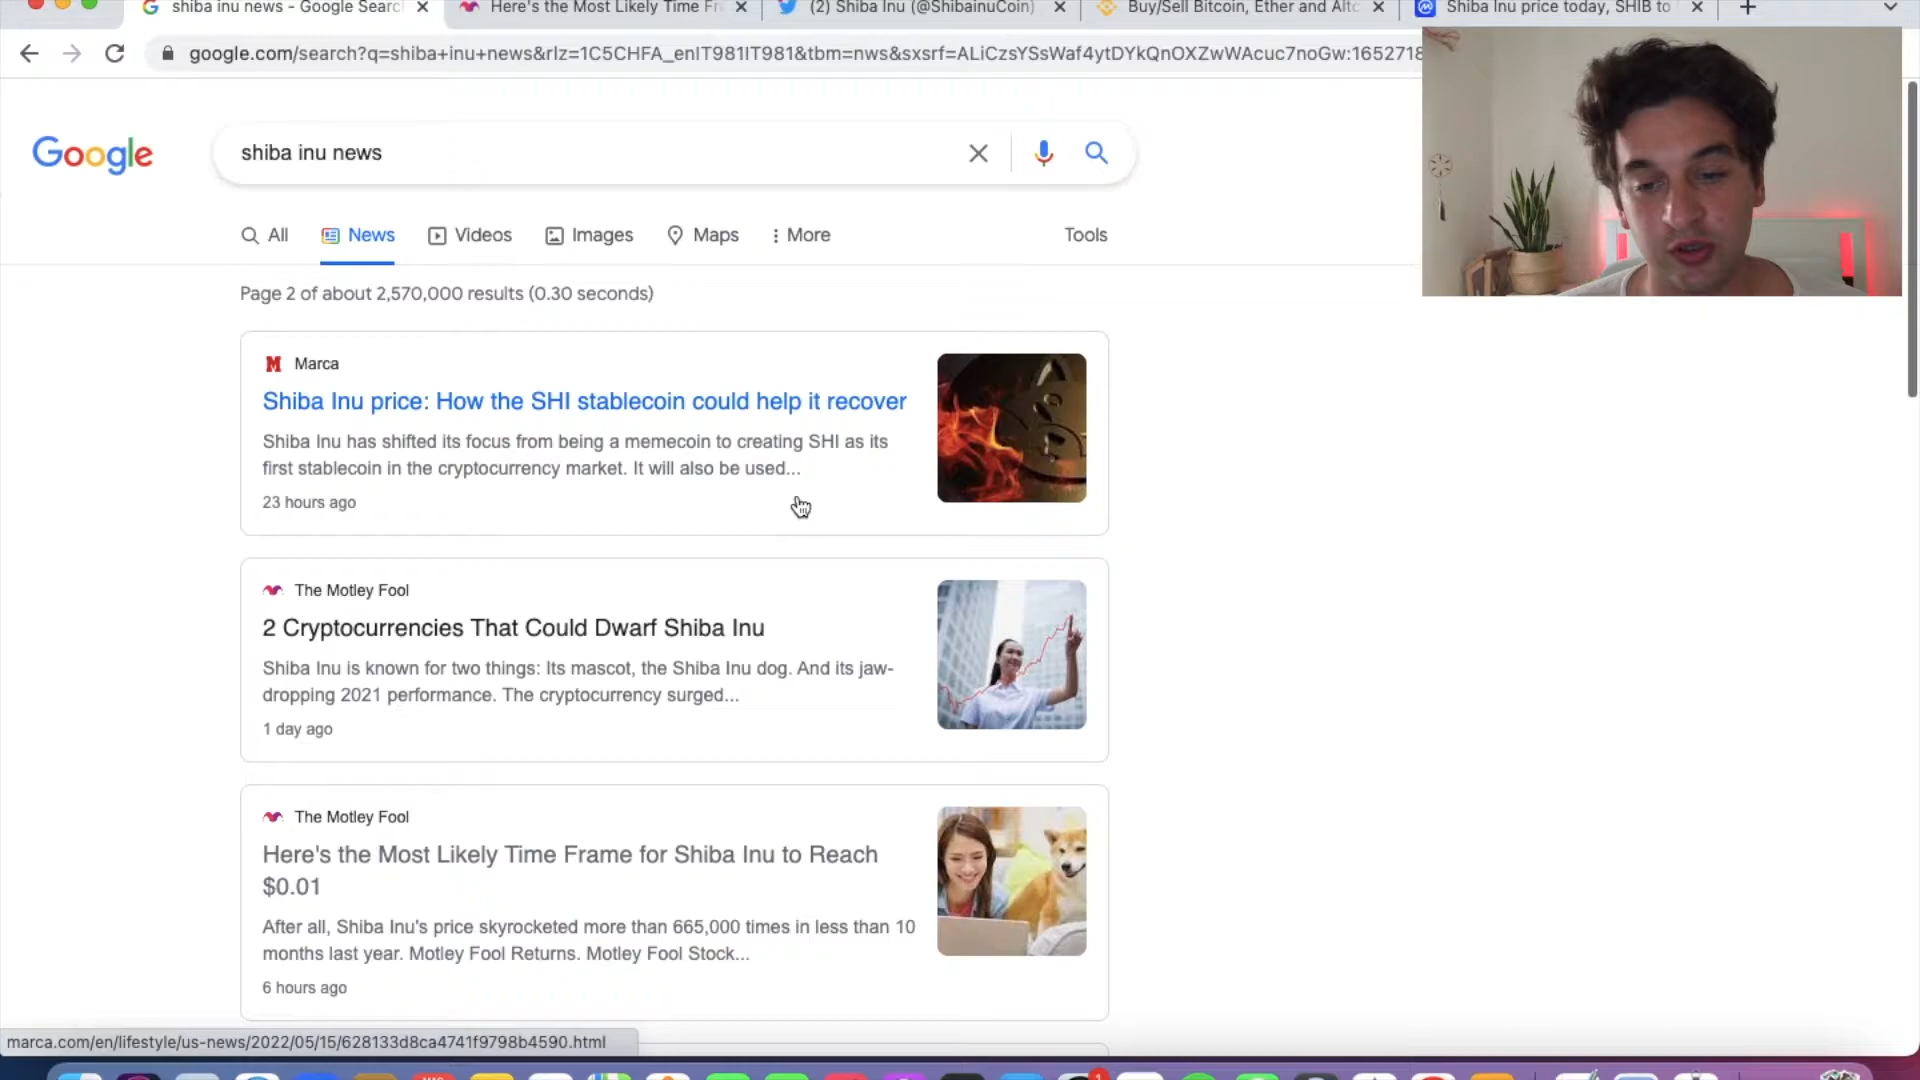 shiba inu news - Google Searc
Here's the Most Likely Time Fr
(2) Shiba Inu (@ShibainuCoin)
Buy/Sell Bitcoin, Ether and Altc
Shiba Inu price today, SHIB to
google.com/search?q=shiba+inu+news&rlz=1C5CHFA_enIT981IT981&tbm=nws&sxsrf=ALiCzsYSsWaf4ytDYkQnOXZwWAcuc7noGw:1652718
Google
shiba inu news
All
News
Videos
Images
Maps
More
Tools
Page 2 of about 2,570,000 results (0.30 seconds)
Marca
Shiba Inu price: How the SHI stablecoin could help it recover
Shiba Inu has shifted its focus from being a memecoin to creating SHI as its
first stablecoin in the cryptocurrency market. It will also be used...
23 hours ago
The Motley Fool
2 Cryptocurrencies That Could Dwarf Shiba Inu
Shiba Inu is known for two things: Its mascot, the Shiba Inu dog. And its jaw-
dropping 2021 performance. The cryptocurrency surged...
1 day ago
The Motley Fool
Here's the Most Likely Time Frame for Shiba Inu to Reach
$0.01
After all, Shiba Inu's price skyrocketed more than 665,000 times in less than 10
months last year. Motley Fool Returns. Motley Fool Stock...
6 hours ago
marca.com/en/lifestyle/us-news/2022/05/15/628133d8ca4741f9798b4590.html